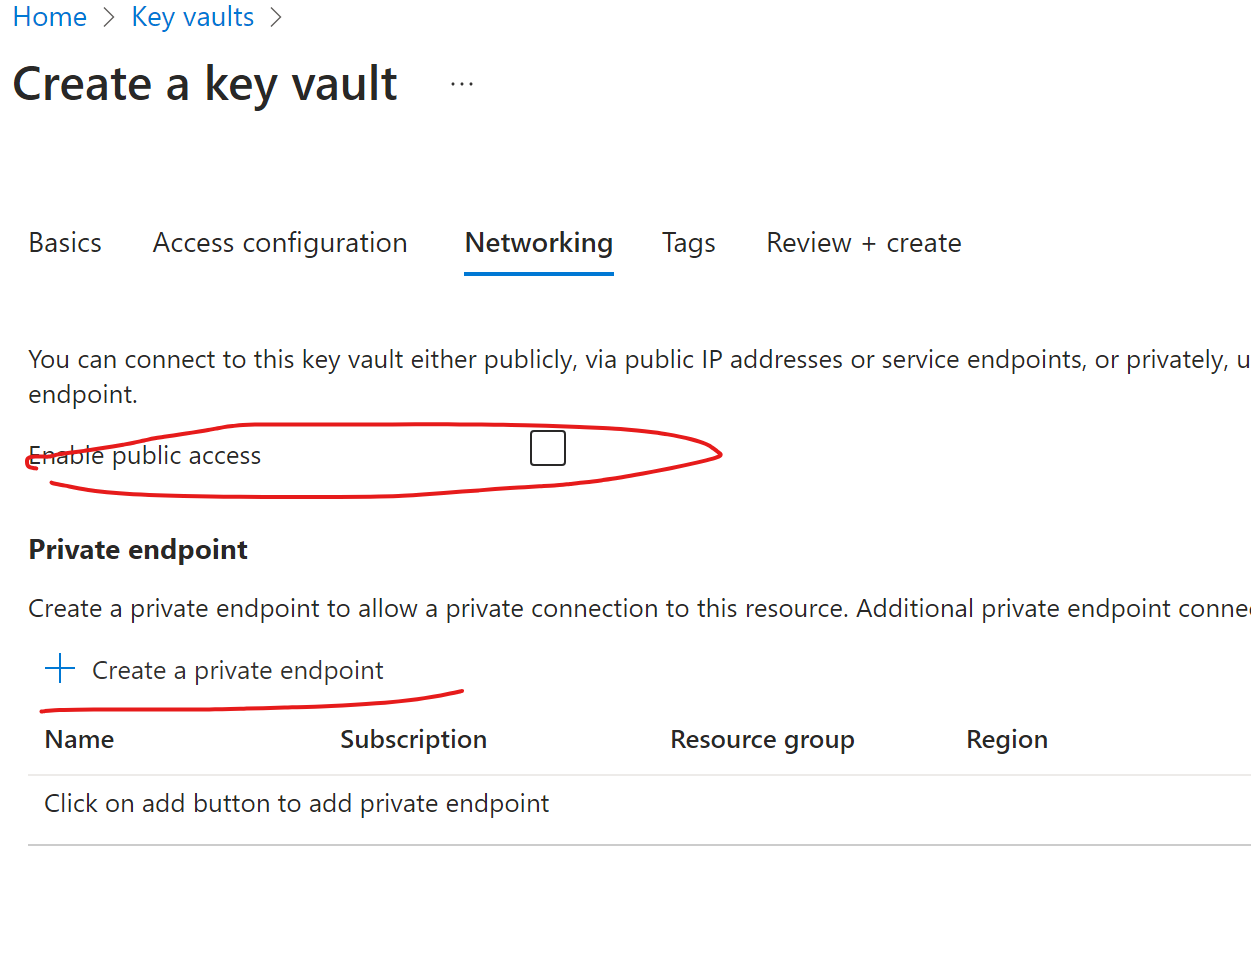 Home > Key vaults >
Create a key vault ...
Basics Access configuration Networking Tags Review + create
You can connect to this key vault either publicly, via public IP addresses or service endpoints, or privately, u
endpoint.
Enable public access
Private endpoint
Create a private endpoint to allow a private connection to this resource. Additional private endpoint conne
+ Create a private endpoint
Name Subscription Resource group Region
Click on add button to add private endpoint